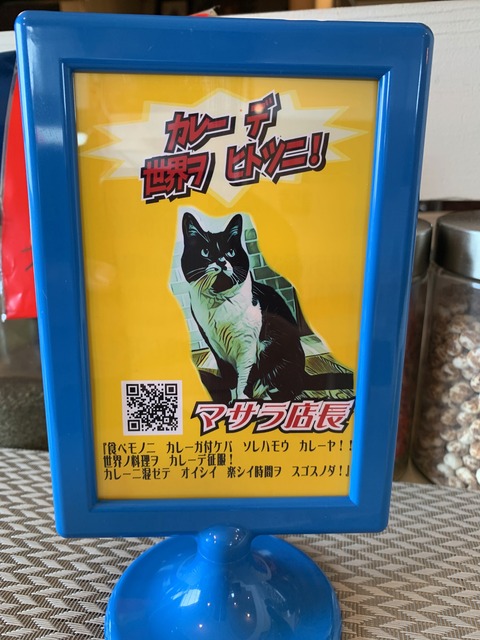 カレー デ
世界ヲ ヒトツニ!
マサラ店長
『食ベモノニ カレーガ付ケバ ソレハモウ カレーヤ!!
世界ノ料理ヲ カレーデ征服!
カレーニ混ゼテ オイシイ 楽シイ時間ヲ スゴスノダ!』